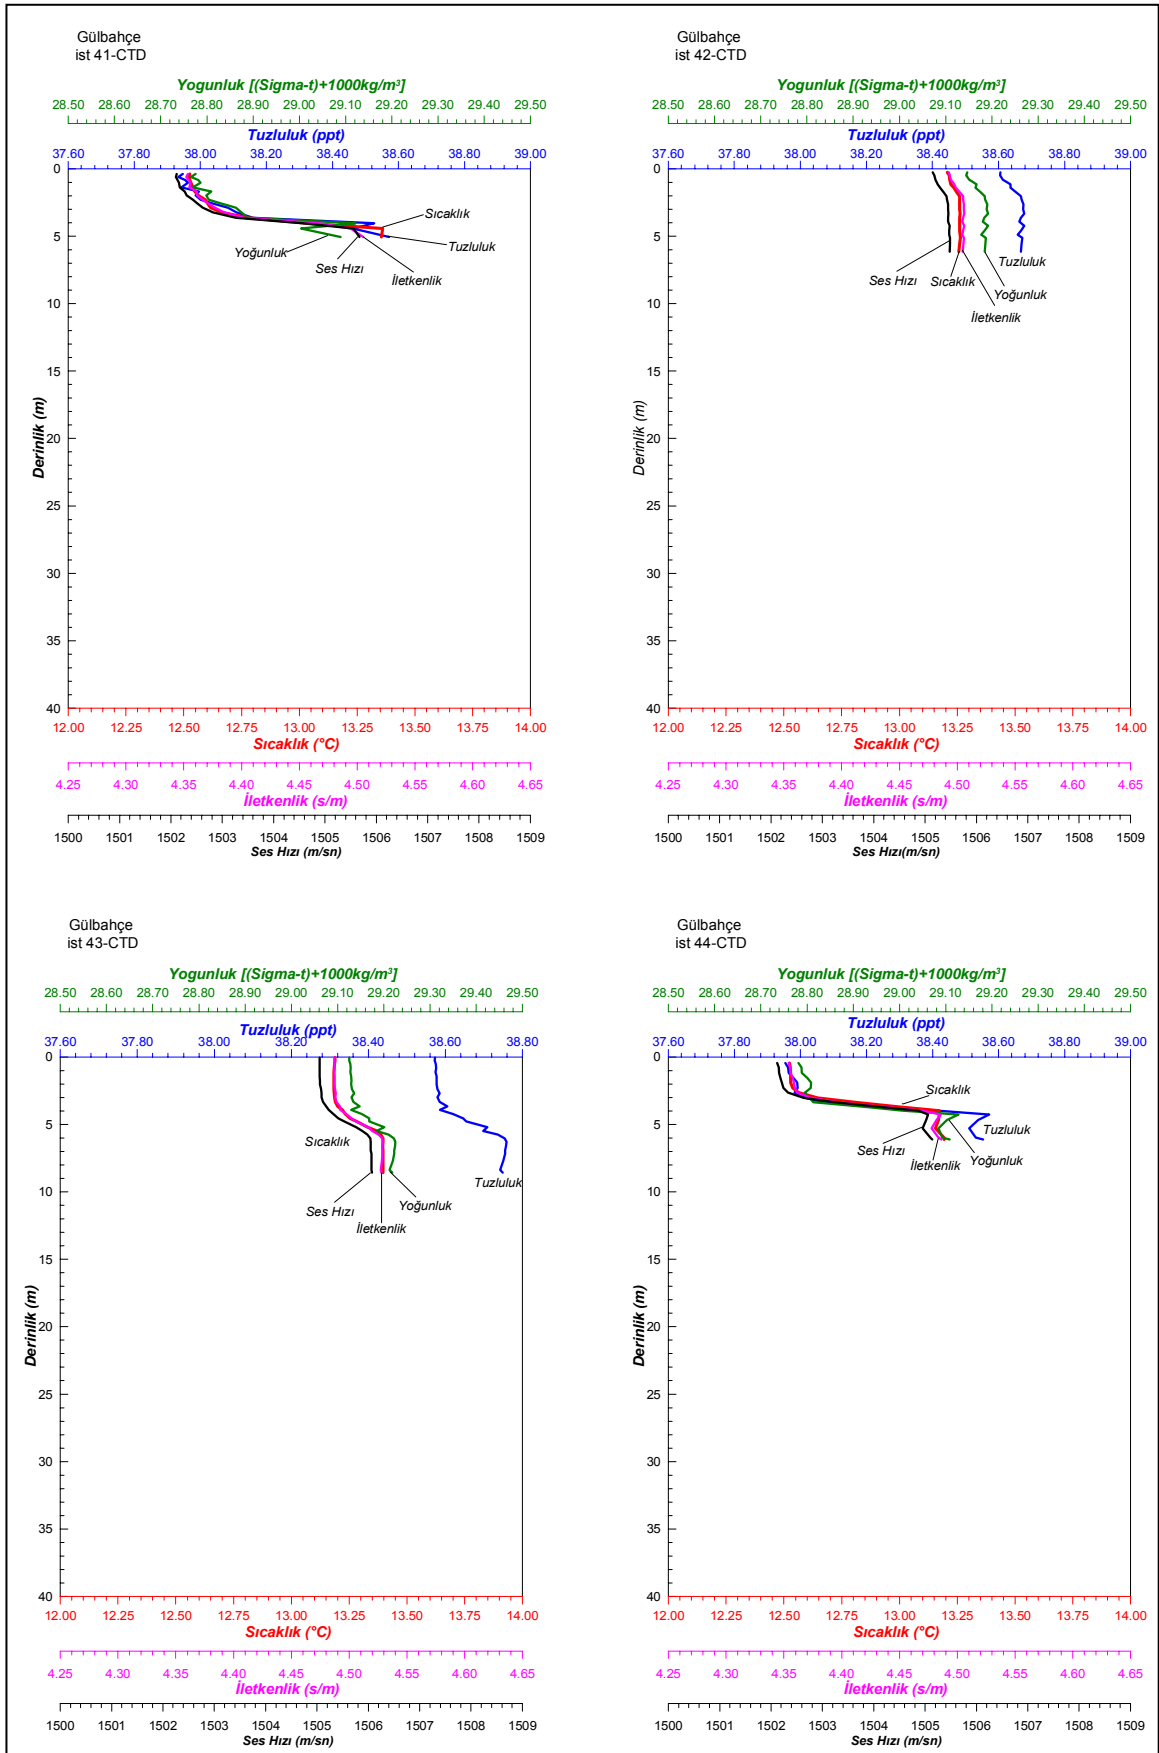 Gülbahçe
ist 41-CTD
Yogunluk [(Sigma-t)+1000kg/m³]
28.50 28.60 28.70 28.80 28.90 29.00 29.10 29.20 29.30 29.40 29.50
Tuzluluk (ppt)
37.60 37.80 38.00 38.20 38.40 38.60 38.80 39.00
0
5
10
15
20
25
30
35
40
Derinlik (m)
Sıcaklık
Yoğunluk
Tuzluluk
Ses Hızı
İletkenlik
12.00 12.25 12.50 12.75 13.00 13.25 13.50 13.75 14.00
Sıcaklık (°C)
4.25 4.30 4.35 4.40 4.45 4.50 4.55 4.60 4.65
İletkenlik (s/m)
1500 1501 1502 1503 1504 1505 1506 1507 1508 1509
Ses Hızı (m/sn)
Gülbahçe
ist 42-CTD
Yogunluk [(Sigma-t)+1000kg/m³]
28.50 28.60 28.70 28.80 28.90 29.00 29.10 29.20 29.30 29.40 29.50
Tuzluluk (ppt)
37.60 37.80 38.00 38.20 38.40 38.60 38.80 39.00
0
5
10
15
20
25
30
35
40
Derinlik (m)
Tuzluluk
Ses Hızı
Sıcaklık
Yoğunluk
İletkenlik
12.00 12.25 12.50 12.75 13.00 13.25 13.50 13.75 14.00
Sıcaklık (°C)
4.25 4.30 4.35 4.40 4.45 4.50 4.55 4.60 4.65
İletkenlik (s/m)
1500 1501 1502 1503 1504 1505 1506 1507 1508 1509
Ses Hızı(m/sn)
Gülbahçe
ist 43-CTD
Yogunluk [(Sigma-t)+1000kg/m³]
28.50 28.60 28.70 28.80 28.90 29.00 29.10 29.20 29.30 29.40 29.50
Tuzluluk (ppt)
37.60 37.80 38.00 38.20 38.40 38.60 38.80
0
5
10
15
20
25
30
35
40
Derinlik (m)
Sıcaklık
Tuzluluk
Yoğunluk
Ses Hızı
İletkenlik
12.00 12.25 12.50 12.75 13.00 13.25 13.50 13.75 14.00
Sıcaklık (°C)
4.25 4.30 4.35 4.40 4.45 4.50 4.55 4.60 4.65
İletkenlik (s/m)
1500 1501 1502 1503 1504 1505 1506 1507 1508 1509
Ses Hızı (m/sn)
Gülbahçe
ist 44-CTD
Yogunluk [(Sigma-t)+1000kg/m³]
28.50 28.60 28.70 28.80 28.90 29.00 29.10 29.20 29.30 29.40 29.50
Tuzluluk (ppt)
37.60 37.80 38.00 38.20 38.40 38.60 38.80 39.00
0
5
10
15
20
25
30
35
40
Derinlik (m)
Sıcaklık
Tuzluluk
Ses Hızı
Yoğunluk
İletkenlik
12.00 12.25 12.50 12.75 13.00 13.25 13.50 13.75 14.00
Sıcaklık (°C)
4.25 4.30 4.35 4.40 4.45 4.50 4.55 4.60 4.65
İletkenlik (s/m)
1500 1501 1502 1503 1504 1505 1506 1507 1508 1509
Ses Hızı (m/sn)